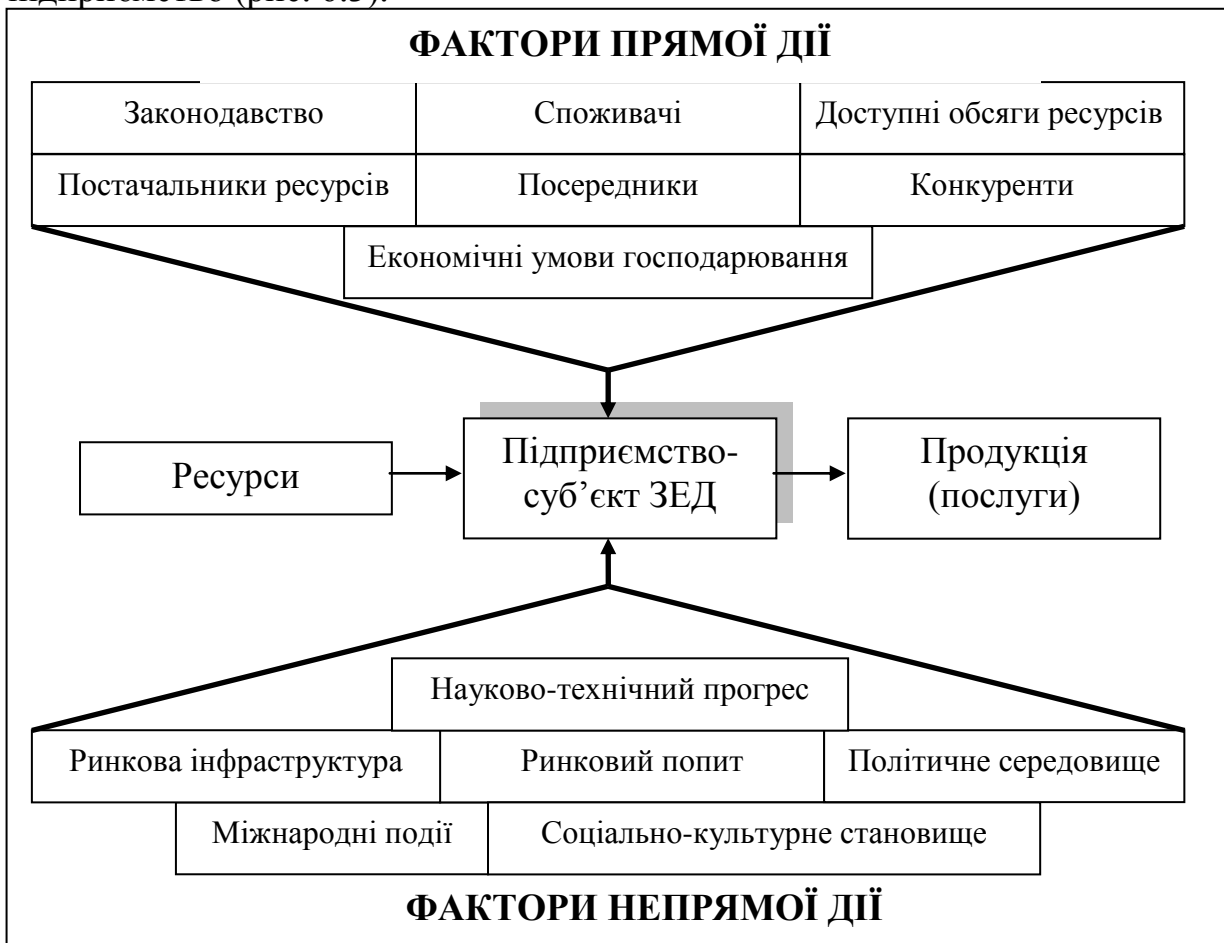 підприємство (рис. 6.3).
ФАКТОРИ ПРЯМОЇ ДІЇ
Законодавство
Споживачі
Доступні обсяги ресурсів
Постачальники ресурсів
Посередники
Конкуренти
Економічні умови господарювання
Ресурси
Підприємство-
суб’єкт ЗЕД
Продукція
(послуги)
Науково-технічний прогрес
Ринкова інфраструктура
Ринковий попит
Політичне середовище
Міжнародні події
Соціально-культурне становище
ФАКТОРИ НЕПРЯМОЇ ДІЇ